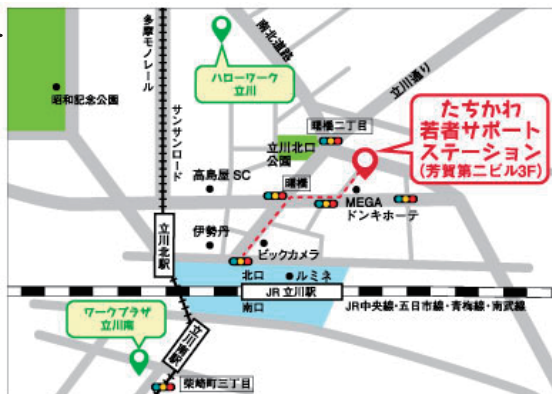 多摩モノレール
サンサンロード
昭和記念公園
ハローワーク
立川
南北道路
立川通り
曙橋二丁目
立川北口
公園
たちかわ
若者サポート
ステーション
(芳賀第二ビル3F)
高島屋 SC
曙橋
MEGA
ドンキホーテ
伊勢丹
ビックカメラ
立川北駅
北口
ルミネ
JR 立川駅
南口
JR中央線・五日市線・青梅線・南武線
ワークプラザ
立川南
立川南駅
柴崎町三丁目